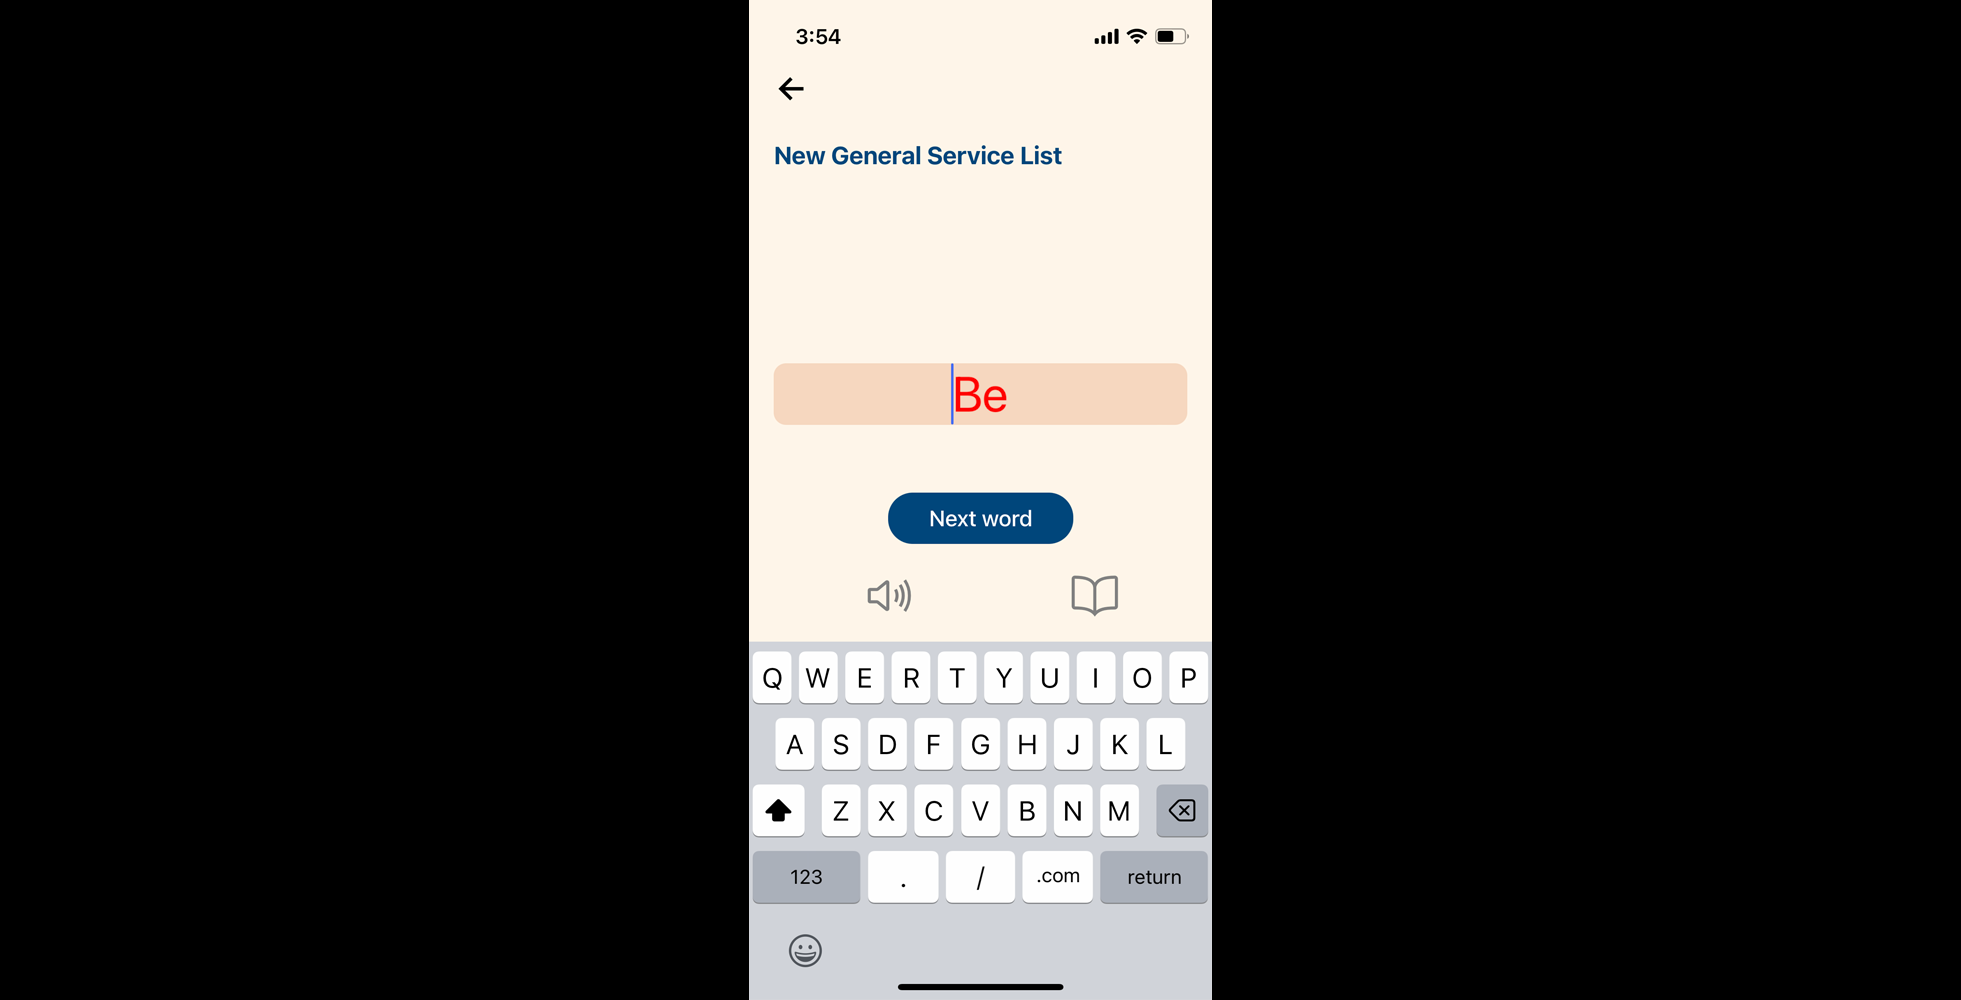 3:54
New General Service List
Be
Next word
Q W E R T Y U I O P
A S D F G H J K L
Z X C V B N M
123 . / .com return